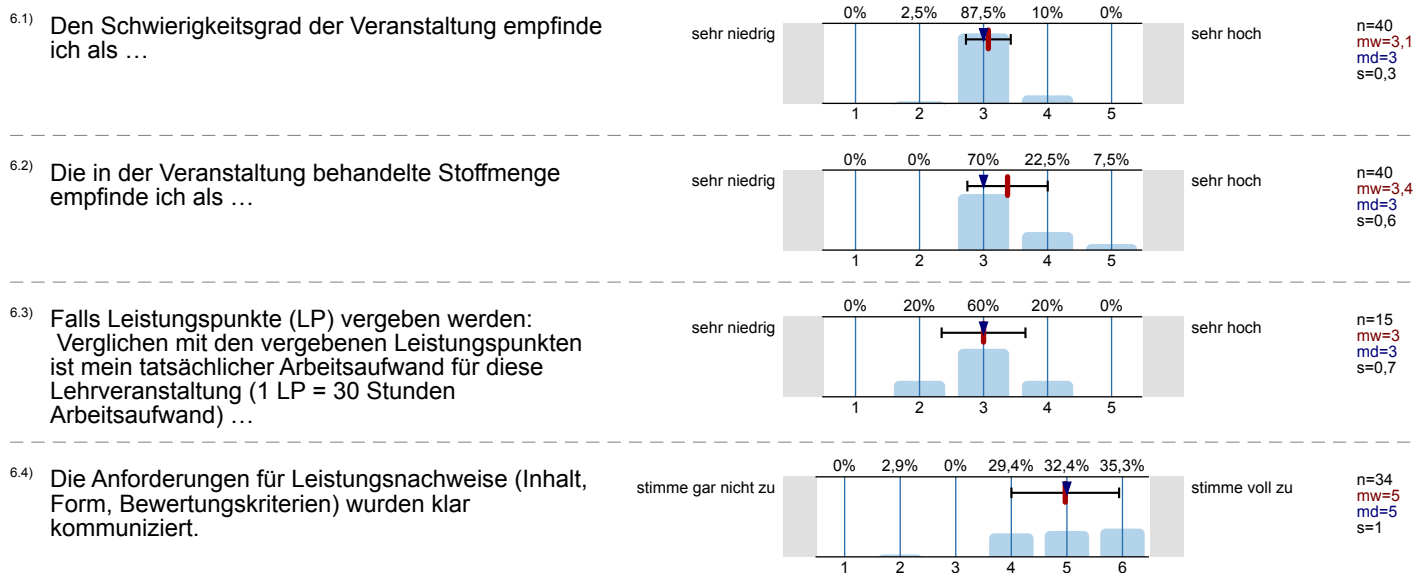 6.1) Den Schwierigkeitsgrad der Veranstaltung empfinde
ich als …
0% 2,5% 87,5% 10% 0%
sehr niedrig sehr hoch
1 2 3 4 5
n=40
mw=3,1
md=3
s=0,3
6.2) Die in der Veranstaltung behandelte Stoffmenge
empfinde ich als …
0% 0% 70% 22,5% 7,5%
sehr niedrig sehr hoch
1 2 3 4 5
n=40
mw=3,4
md=3
s=0,6
6.3) Falls Leistungspunkte (LP) vergeben werden:
Verglichen mit den vergebenen Leistungspunkten
ist mein tatsächlicher Arbeitsaufwand für diese
Lehrveranstaltung (1 LP = 30 Stunden
Arbeitsaufwand) …
0% 20% 60% 20% 0%
sehr niedrig sehr hoch
1 2 3 4 5
n=15
mw=3
md=3
s=0,7
6.4) Die Anforderungen für Leistungsnachweise (Inhalt,
Form, Bewertungskriterien) wurden klar
kommuniziert.
0% 2,9% 0% 29,4% 32,4% 35,3%
stimme gar nicht zu stimme voll zu
1 2 3 4 5 6
n=34
mw=5
md=5
s=1